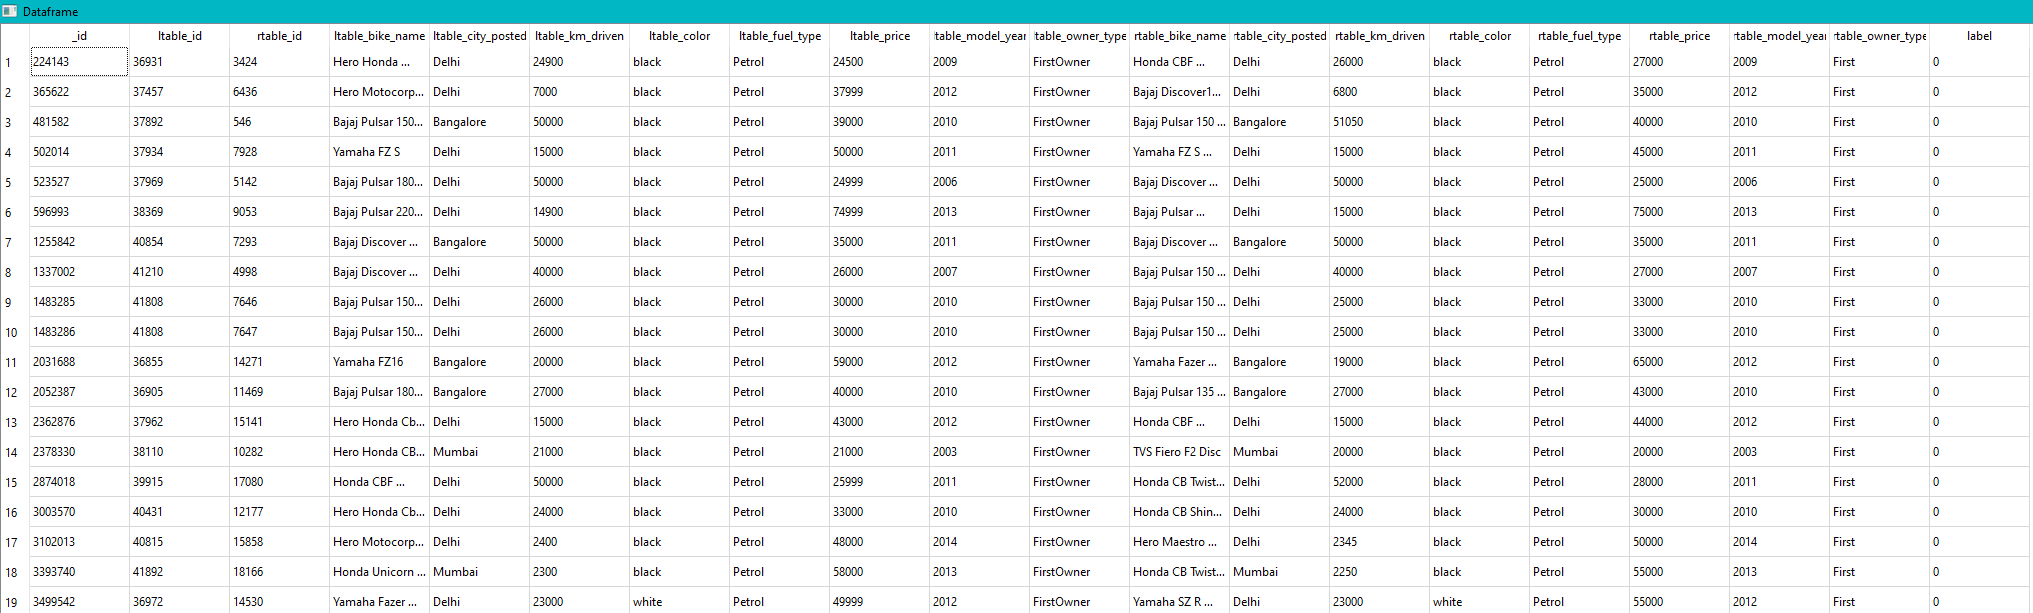 Dataframe
_id ltable_id rtable_id ltable_bike_name ltable_city_posted ltable_km_driven ltable_color ltable_fuel_type ltable_price ltable_model_year ltable_owner_type rtable_bike_name rtable_city_posted rtable_km_driven rtable_color rtable_fuel_type rtable_price rtable_model_year rtable_owner_type label
1 224143 36931 3424 Hero Honda ... Delhi 24900 black Petrol 24500 2009 FirstOwner Honda CBF ... Delhi 26000 black Petrol 27000 2009 First 0
2 365622 37457 6436 Hero Motocorp... Delhi 7000 black Petrol 37999 2012 FirstOwner Bajaj Discover1... Delhi 6800 black Petrol 35000 2012 First 0
3 481582 37892 546 Bajaj Pulsar 150... Bangalore 50000 black Petrol 39000 2010 FirstOwner Bajaj Pulsar 150 ... Bangalore 51050 black Petrol 40000 2010 First 0
4 502014 37934 7928 Yamaha FZ S Delhi 15000 black Petrol 50000 2011 FirstOwner Yamaha FZ S ... Delhi 15000 black Petrol 45000 2011 First 0
5 523527 37969 5142 Bajaj Pulsar 180... Delhi 50000 black Petrol 24999 2006 FirstOwner Bajaj Discover ... Delhi 50000 black Petrol 25000 2006 First 0
6 596993 38369 9053 Bajaj Pulsar 220... Delhi 14900 black Petrol 74999 2013 FirstOwner Bajaj Pulsar ... Delhi 15000 black Petrol 75000 2013 First 0
7 1255842 40854 7293 Bajaj Discover ... Bangalore 50000 black Petrol 35000 2011 FirstOwner Bajaj Discover ... Bangalore 50000 black Petrol 35000 2011 First 0
8 1337002 41210 4998 Bajaj Discover ... Delhi 40000 black Petrol 26000 2007 FirstOwner Bajaj Pulsar 150 ... Delhi 40000 black Petrol 27000 2007 First 0
9 1483285 41808 7646 Bajaj Pulsar 150... Delhi 26000 black Petrol 30000 2010 FirstOwner Bajaj Pulsar 150 ... Delhi 25000 black Petrol 33000 2010 First 0
10 1483286 41808 7647 Bajaj Pulsar 150... Delhi 26000 black Petrol 30000 2010 FirstOwner Bajaj Pulsar 150 ... Delhi 25000 black Petrol 33000 2010 First 0
11 2031688 36855 14271 Yamaha FZ16 Bangalore 20000 black Petrol 59000 2012 FirstOwner Yamaha Fazer ... Bangalore 19000 black Petrol 65000 2012 First 0
12 2052387 36905 11469 Bajaj Pulsar 180... Bangalore 27000 black Petrol 40000 2010 FirstOwner Bajaj Pulsar 135 ... Bangalore 27000 black Petrol 43000 2010 First 0
13 2362876 37962 15141 Hero Honda Cb... Delhi 15000 black Petrol 43000 2012 FirstOwner Honda CBF ... Delhi 15000 black Petrol 44000 2012 First 0
14 2378330 38110 10282 Hero Honda CB... Mumbai 21000 black Petrol 21000 2003 FirstOwner TVS Fiero F2 Disc Mumbai 20000 black Petrol 20000 2003 First 0
15 2874018 39915 17080 Honda CBF ... Delhi 50000 black Petrol 25999 2011 FirstOwner Honda CB Twist... Delhi 52000 black Petrol 28000 2011 First 0
16 3003570 40431 12177 Hero Honda Cb... Delhi 24000 black Petrol 33000 2010 FirstOwner Honda CB Shin... Delhi 24000 black Petrol 30000 2010 First 0
17 3102013 40815 15858 Hero Motocorp... Delhi 2400 black Petrol 48000 2014 FirstOwner Hero Maestro ... Delhi 2345 black Petrol 50000 2014 First 0
18 3393740 41892 18166 Honda Unicorn ... Mumbai 2300 black Petrol 58000 2013 FirstOwner Honda CB Twist... Mumbai 2250 black Petrol 55000 2013 First 0
19 3499542 36972 14530 Yamaha Fazer ... Delhi 23000 white Petrol 49999 2012 FirstOwner Yamaha SZ R ... Delhi 23000 white Petrol 55000 2012 First 0